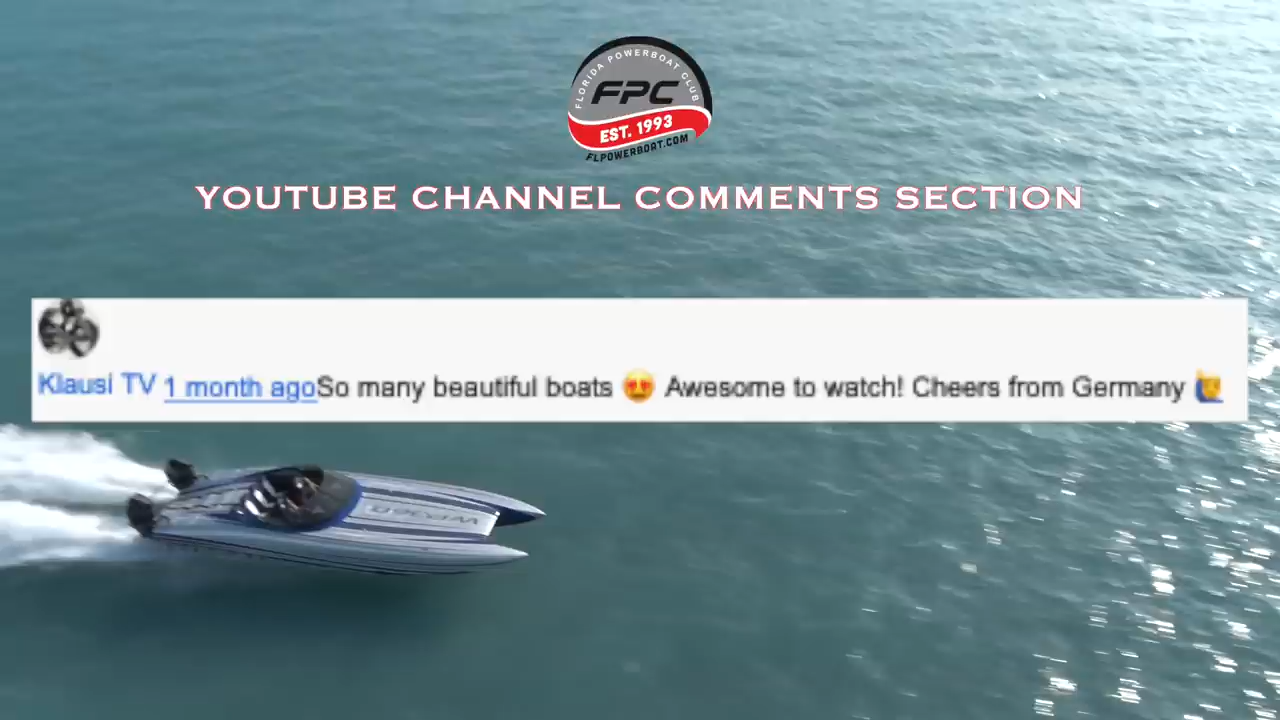 FLORIDA POWERBOAT CLUB
FPC
EST. 1993
FLPOWERBOAT.COM
YOUTUBE CHANNEL COMMENTS SECTION
Klausi TV 1 month agoSo many beautiful boats 😍 Awesome to watch! Cheers from Germany 🙋‍♂️